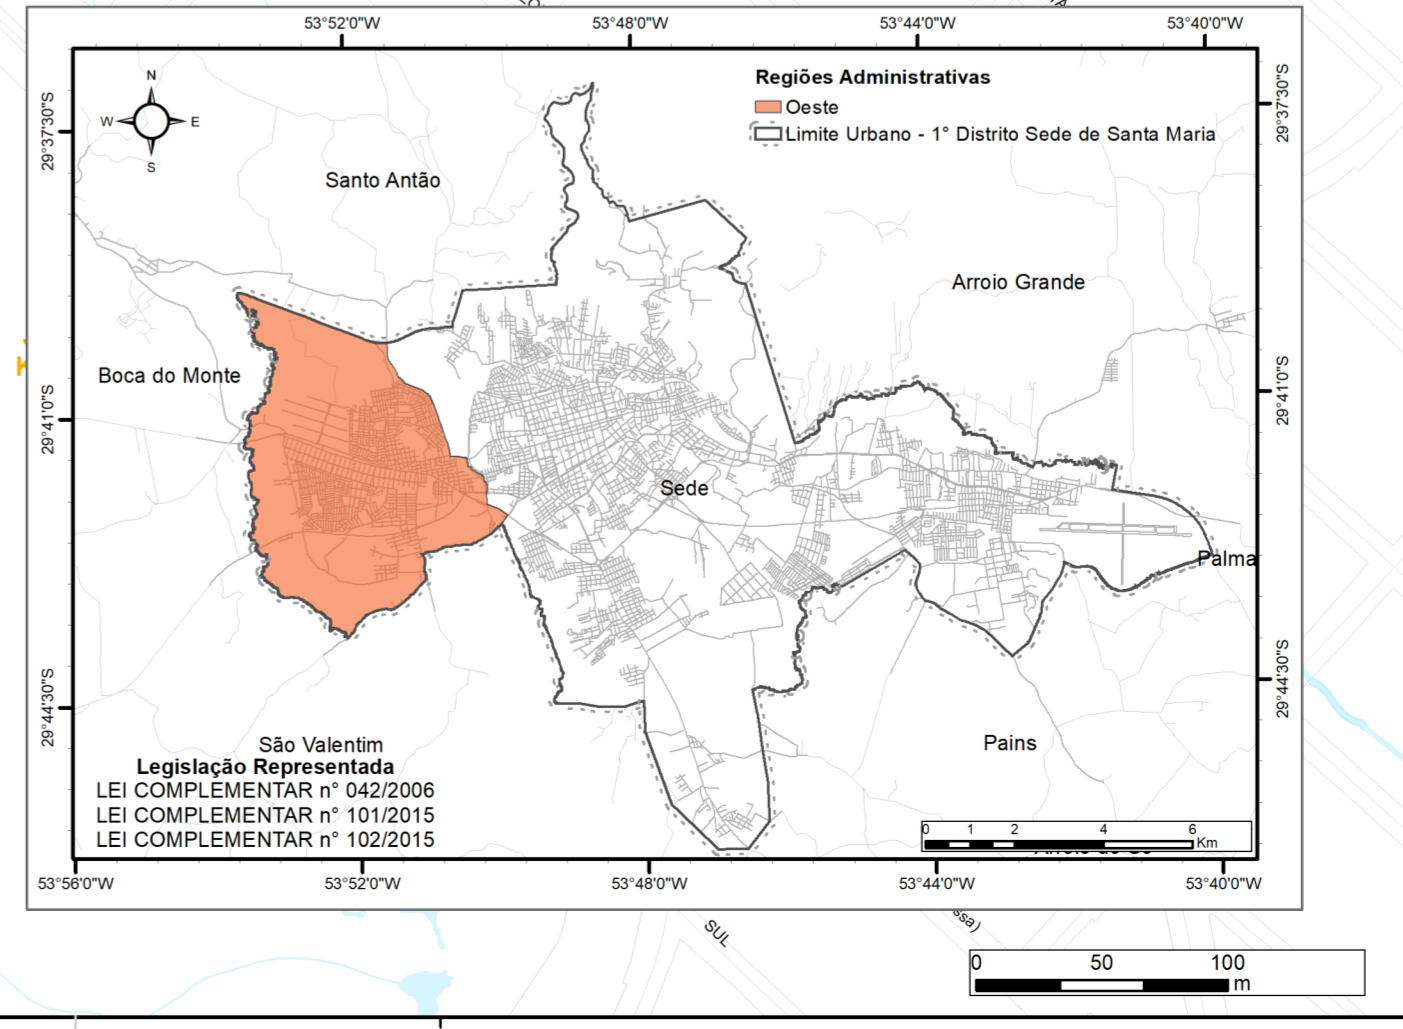 53°52'0"W 53°48'0"W 53°44'0"W 53°40'0"W
N
W E
S
Regiões Administrativas
Oeste
Limite Urbano - 1° Distrito Sede de Santa Maria
29°37'30"S
29°37'30"S
Santo Antão
Arroio Grande
Boca do Monte
29°41'0"S
29°41'0"S
Sede
Palma
29°44'30"S
29°44'30"S
Pains
São Valentim
Legislação Representada
LEI COMPLEMENTAR n° 042/2006
LEI COMPLEMENTAR n° 101/2015
LEI COMPLEMENTAR n° 102/2015
0 1 2 4 6
Km
53°56'0"W 53°52'0"W 53°48'0"W 53°44'0"W 53°40'0"W
SUL
0 50 100
m